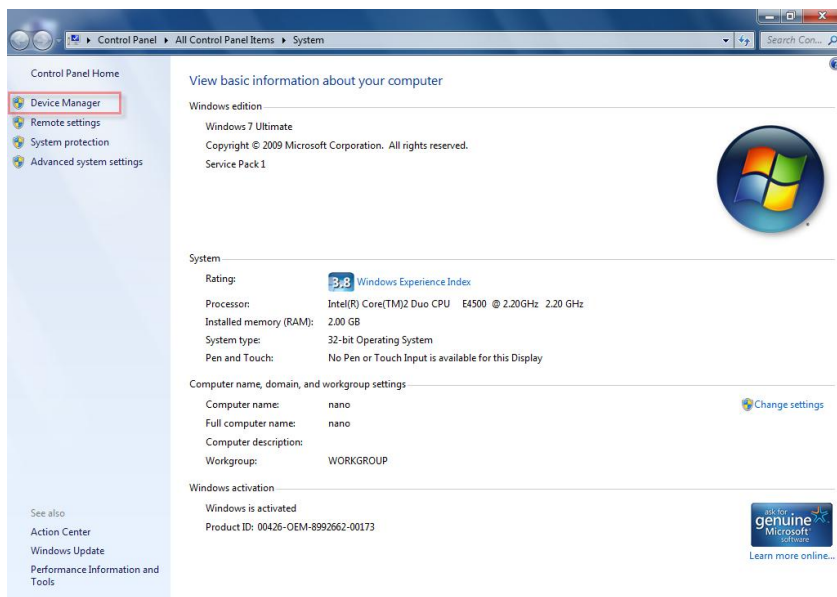 Control Panel ▸ All Control Panel Items ▸ System
Search Con...
Control Panel Home
Device Manager
Remote settings
System protection
Advanced system settings
See also
Action Center
Windows Update
Performance Information and
Tools
View basic information about your computer
Windows edition
Windows 7 Ultimate
Copyright © 2009 Microsoft Corporation. All rights reserved.
Service Pack 1
System
Rating: 3.8 Windows Experience Index
Processor: Intel(R) Core(TM)2 Duo CPU E4500 @ 2.20GHz 2.20 GHz
Installed memory (RAM): 2.00 GB
System type: 32-bit Operating System
Pen and Touch: No Pen or Touch Input is available for this Display
Computer name, domain, and workgroup settings
Computer name: nano
Change settings
Full computer name: nano
Computer description:
Workgroup: WORKGROUP
Windows activation
Windows is activated
Product ID: 00426-OEM-8992662-00173
ask for
genuine
Microsoft
software
Learn more online...